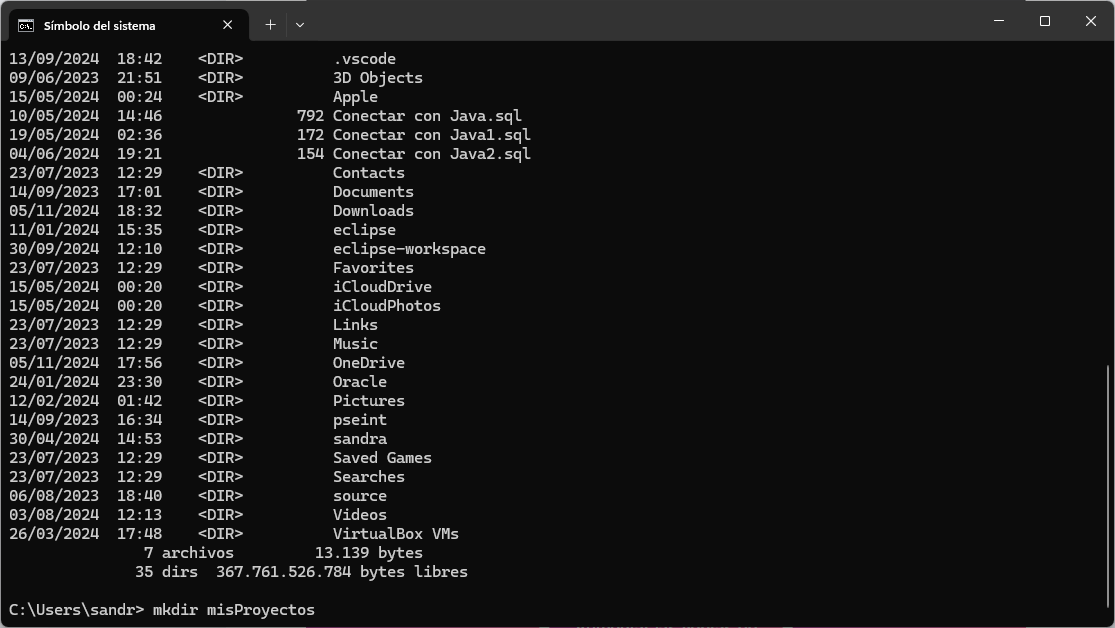 Símbolo del sistema
13/09/2024  18:42    <DIR>          .vscode
09/06/2023  21:51    <DIR>          3D Objects
15/05/2024  00:24    <DIR>          Apple
10/05/2024  14:46               792 Conectar con Java.sql
19/05/2024  02:36               172 Conectar con Java1.sql
04/06/2024  19:21               154 Conectar con Java2.sql
23/07/2023  12:29    <DIR>          Contacts
14/09/2023  17:01    <DIR>          Documents
05/11/2024  18:32    <DIR>          Downloads
11/01/2024  15:35    <DIR>          eclipse
30/09/2024  12:10    <DIR>          eclipse-workspace
23/07/2023  12:29    <DIR>          Favorites
15/05/2024  00:20    <DIR>          iCloudDrive
15/05/2024  00:20    <DIR>          iCloudPhotos
23/07/2023  12:29    <DIR>          Links
23/07/2023  12:29    <DIR>          Music
05/11/2024  17:56    <DIR>          OneDrive
24/01/2024  23:30    <DIR>          Oracle
12/02/2024  01:42    <DIR>          Pictures
14/09/2023  16:34    <DIR>          pseint
30/04/2024  14:53    <DIR>          sandra
23/07/2023  12:29    <DIR>          Saved Games
23/07/2023  12:29    <DIR>          Searches
06/08/2023  18:40    <DIR>          source
03/08/2024  12:13    <DIR>          Videos
26/03/2024  17:48    <DIR>          VirtualBox VMs
               7 archivos         13.139 bytes
              35 dirs  367.761.526.784 bytes libres
C:\Users\sandr> mkdir misProyectos